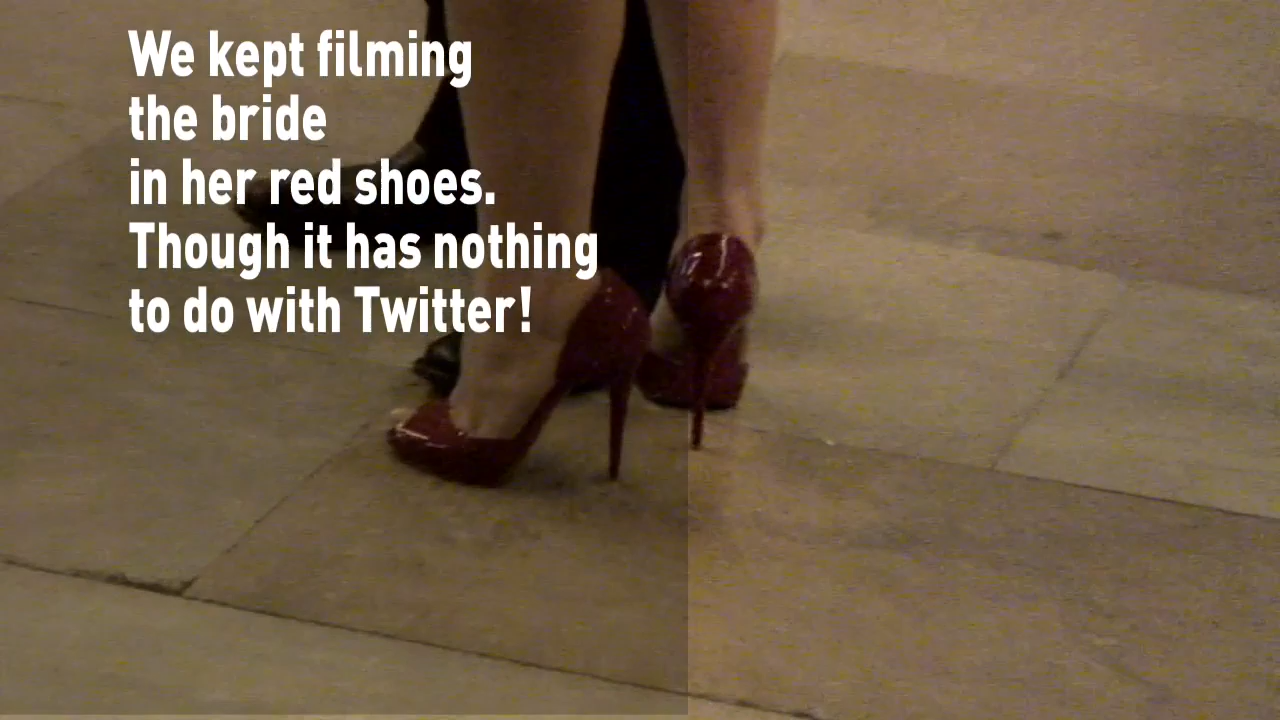 We kept filming
the bride
in her red shoes.
Though it has nothing
to do with Twitter!